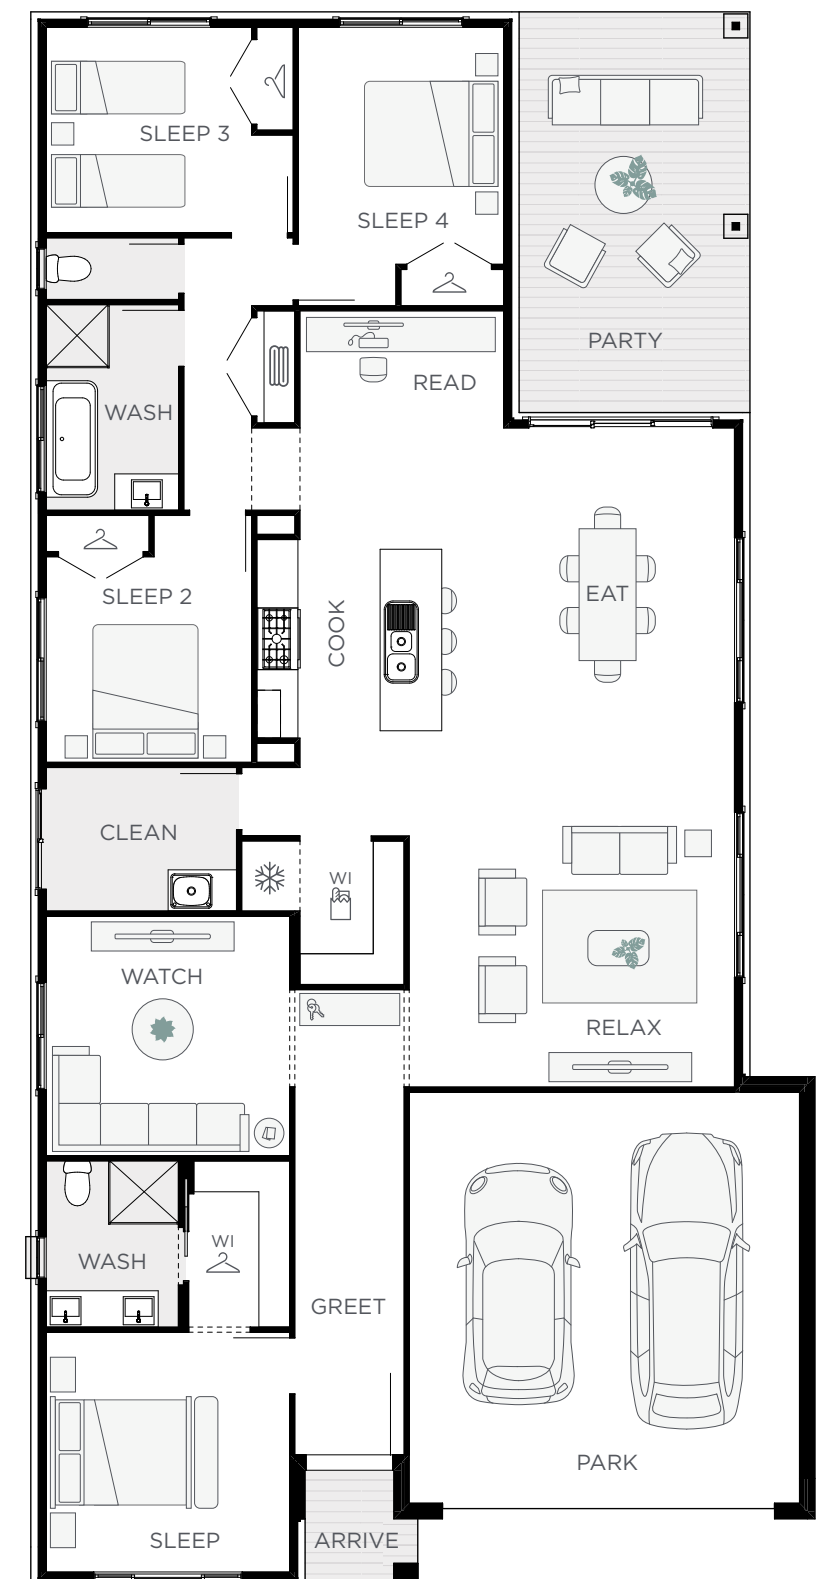 SLEEP 3
SLEEP 4
PARTY
READ
WASH
SLEEP 2
COOK
EAT
CLEAN
WI
WATCH
RELAX
WI
WASH
GREET
PARK
SLEEP
ARRIVE